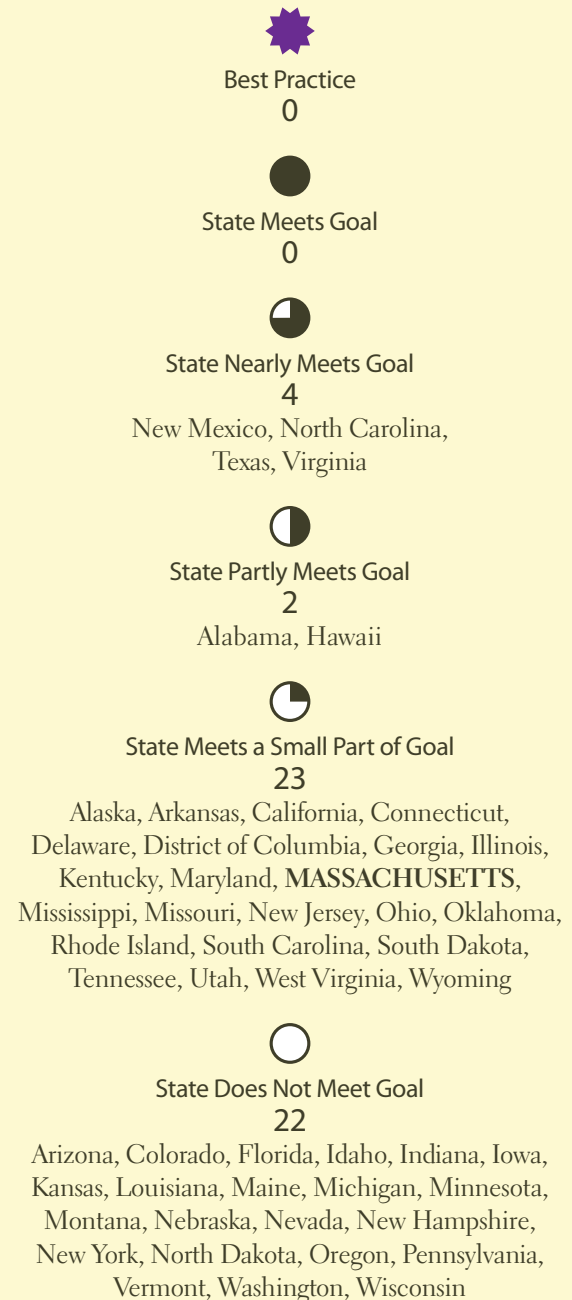 Best Practice
0
State Meets Goal
0
State Nearly Meets Goal
4
New Mexico, North Carolina,
Texas, Virginia
State Partly Meets Goal
2
Alabama, Hawaii
State Meets a Small Part of Goal
23
Alaska, Arkansas, California, Connecticut,
Delaware, District of Columbia, Georgia, Illinois,
Kentucky, Maryland, MASSACHUSETTS,
Mississippi, Missouri, New Jersey, Ohio, Oklahoma,
Rhode Island, South Carolina, South Dakota,
Tennessee, Utah, West Virginia, Wyoming
State Does Not Meet Goal
22
Arizona, Colorado, Florida, Idaho, Indiana, Iowa,
Kansas, Louisiana, Maine, Michigan, Minnesota,
Montana, Nebraska, Nevada, New Hampshire,
New York, North Dakota, Oregon, Pennsylvania,
Vermont, Washington, Wisconsin